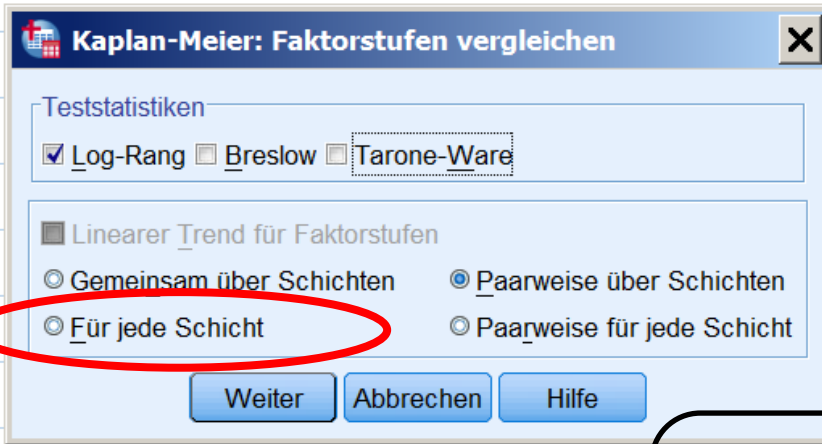 Kaplan-Meier: Faktorstufen vergleichen
Teststatistiken
Log-Rang Breslow Tarone-Ware
Linearer Trend für Faktorstufen
Gemeinsam über Schichten Paarweise über Schichten
Für jede Schicht Paarweise für jede Schicht
Weiter Abbrechen Hilfe